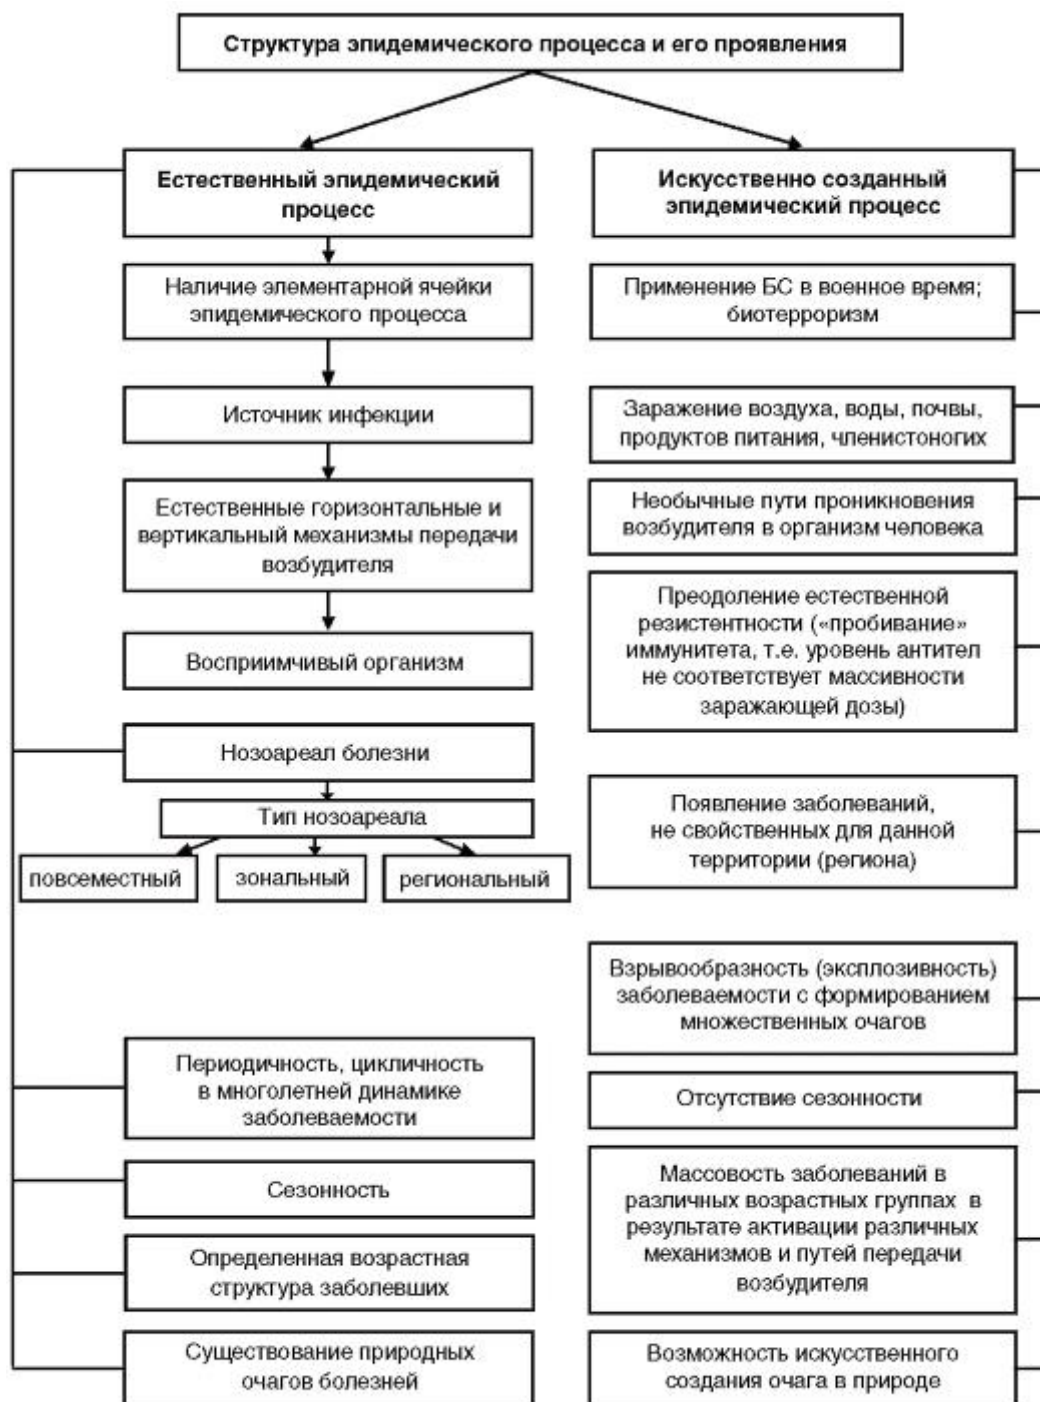 Структура эпидемического процесса и его проявления
Естественный эпидемический
процесс
Наличие элементарной ячейки
эпидемического процесса
Источник инфекции
Естественные горизонтальные и
вертикальный механизмы передачи
возбудителя
Восприимчивый организм
Нозоареал болезни
Тип нозоареала
повсеместный
зональный
региональный
Периодичность, цикличность
в многолетней динамике
заболеваемости
Сезонность
Определенная возрастная
структура заболевших
Существование природных
очагов болезней
Искусственно созданный
эпидемический процесс
Применение БС в военное время;
биотерроризм
Заражение воздуха, воды, почвы,
продуктов питания, членистоногих
Необычные пути проникновения
возбудителя в организм человека
Преодоление естественной
резистентности («пробивание»
иммунитета, т.е. уровень антител
не соответствует массивности
заражающей дозы)
Появление заболеваний,
не свойственных для данной
территории (региона)
Взрывообразность (эксплозивность)
заболеваемости с формированием
множественных очагов
Отсутствие сезонности
Массовость заболеваний в
различных возрастных группах в
результате активации различных
механизмов и путей передачи
возбудителя
Возможность искусственного
создания очага в природе